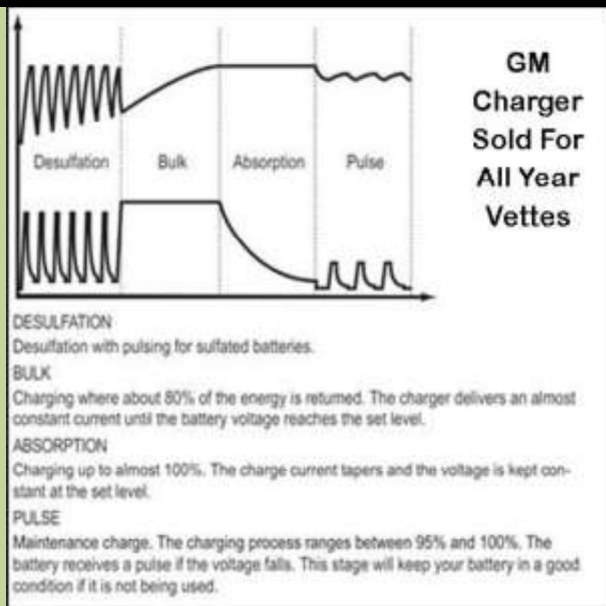 GM
Charger
Sold For
All Year
Vettes
Desulfation
Bulk
Absorption
Pulse
DESULFATION
Desulfation with pulsing for sulfated batteries.
BULK
Charging where about 80% of the energy is returned. The charger delivers an almost
constant current until the battery voltage reaches the set level.
ABSORPTION
Charging up to almost 100%. The charge current tapers and the voltage is kept con-
stant at the set level.
PULSE
Maintenance charge. The charging process ranges between 95% and 100%. The
battery receives a pulse if the voltage falls. This stage will keep your battery in a good
condition if it is not being used.